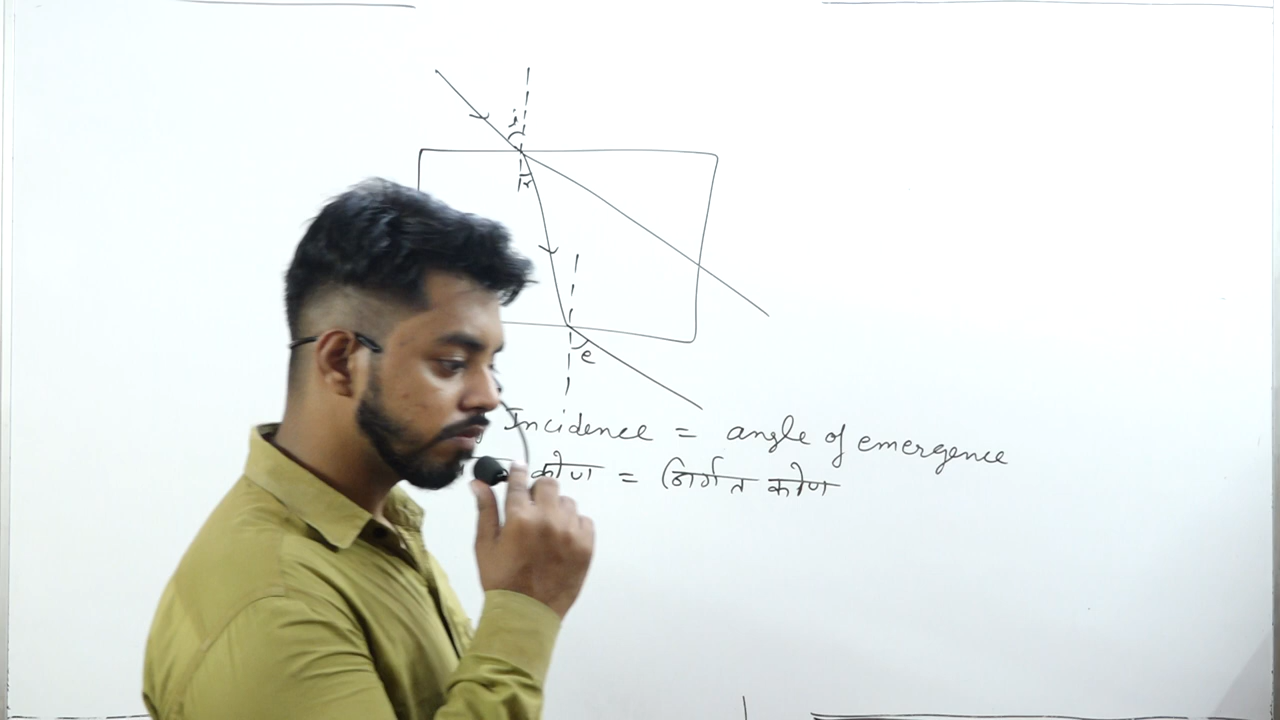 i
r
e
Incidence = angle of emergence
कोण = निर्गत कोण